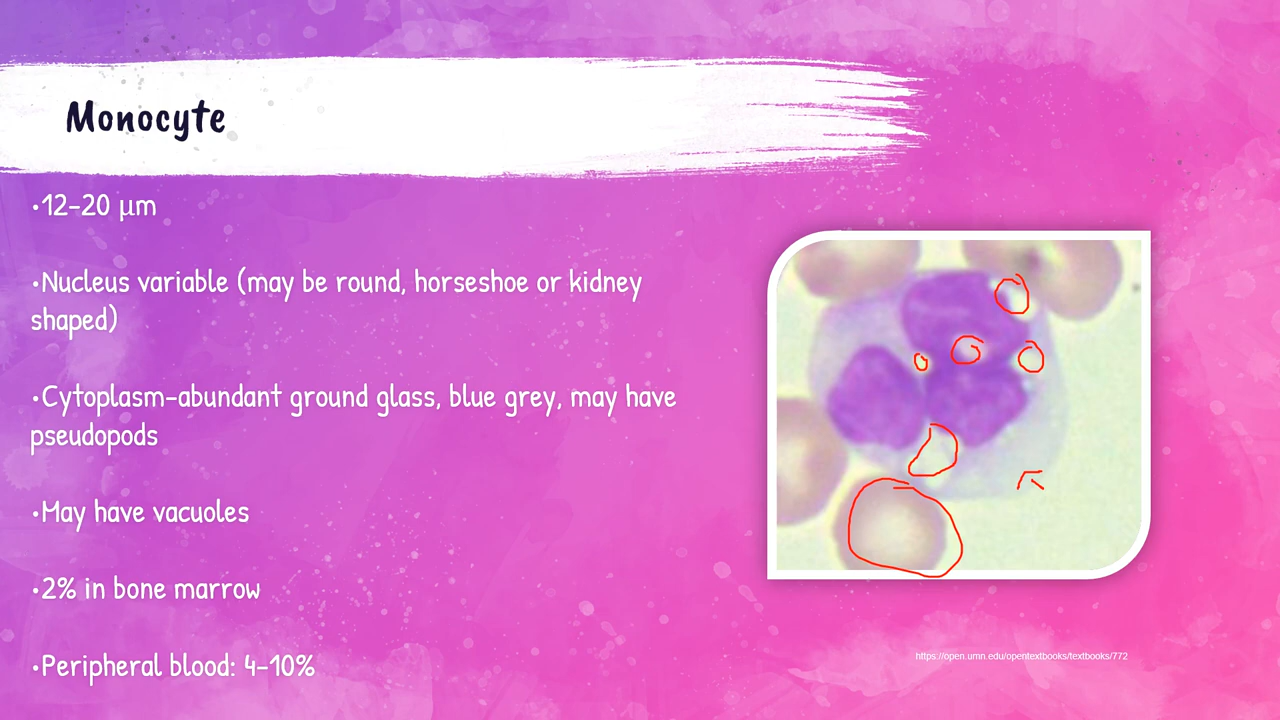 Monocyte
•12-20 μm
•Nucleus variable (may be round, horseshoe or kidney
shaped)
•Cytoplasm-abundant ground glass, blue grey, may have
pseudopods
•May have vacuoles
•2% in bone marrow
•Peripheral blood: 4-10%
https://open.umn.edu/opentextbooks/textbooks/772